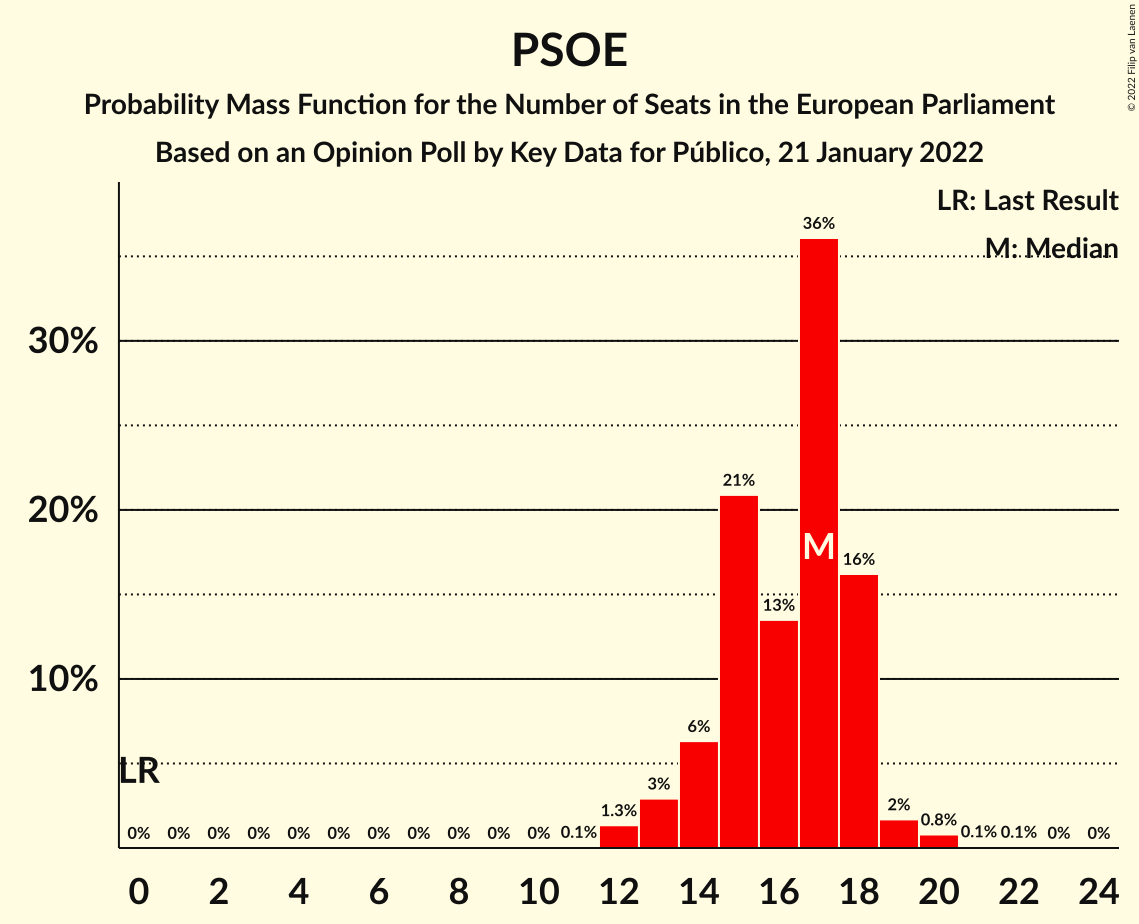 PSOE
Probability Mass Function for the Number of Seats in the European Parliament
Based on an Opinion Poll by Key Data for Público, 21 January 2022
© 2022 Filip van Laenen
LR: Last Result
M: Median
36%
30%
21%
20%
M
16%
13%
10%
6%
LR
3%
2%
1.3%
0.8%
0% 0% 0% 0% 0% 0% 0% 0% 0% 0% 0% 0.1% 0.1% 0.1% 0% 0%
0 2 4 6 8 10 12 14 16 18 20 22 24